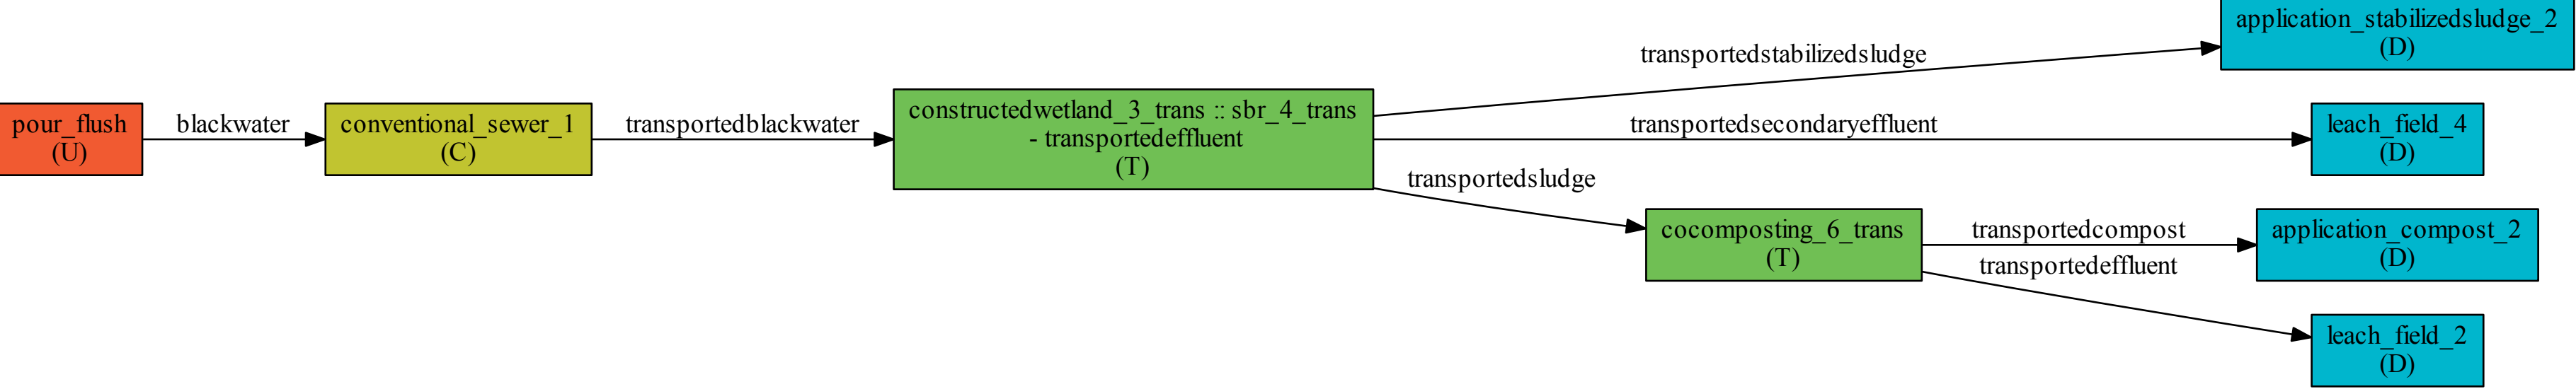 pour_flush
(U)
blackwater
conventional_sewer_1
(C)
transportedblackwater
constructedwetland_3_trans :: sbr_4_trans
- transportedeffluent
(T)
transportedstabilizedsludge
application_stabilizedsludge_2
(D)
transportedsecondaryeffluent
leach_field_4
(D)
transportedsludge
cocomposting_6_trans
(T)
transportedcompost
application_compost_2
(D)
transportedeffluent
leach_field_2
(D)